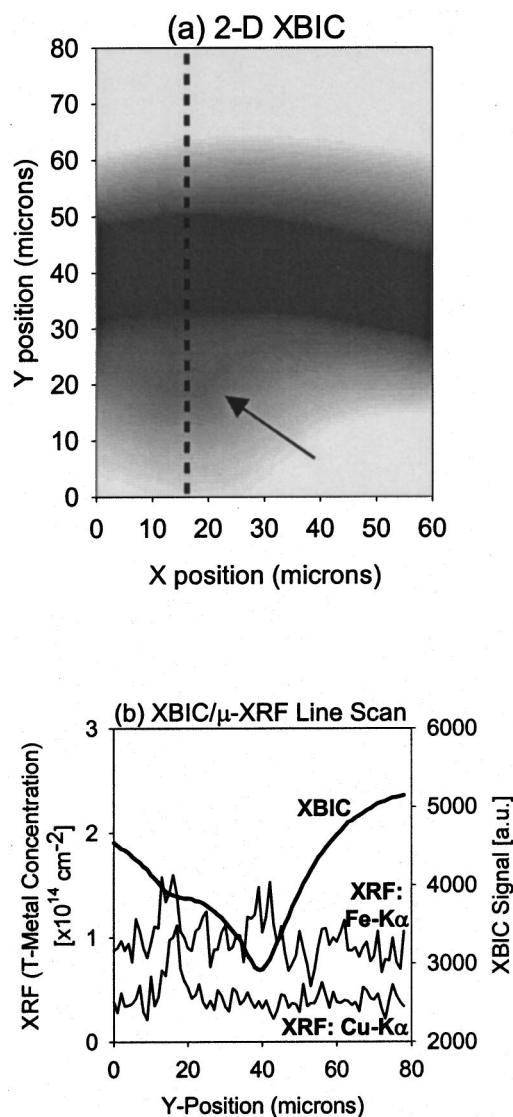 (a) 2-D XBIC
80
70
60
50
40
30
20
10
0
Y position (microns)
0 10 20 30 40 50 60
X position (microns)
(b) XBIC/μ-XRF Line Scan
3
2
1
0
XRF (T-Metal Concentration)
[x10¹⁴ cm⁻²]
6000
5000
4000
3000
2000
XBIC Signal [a.u.]
XBIC
XRF:
Fe-Kα
XRF: Cu-Kα
0 20 40 60 80
Y-Position (microns)